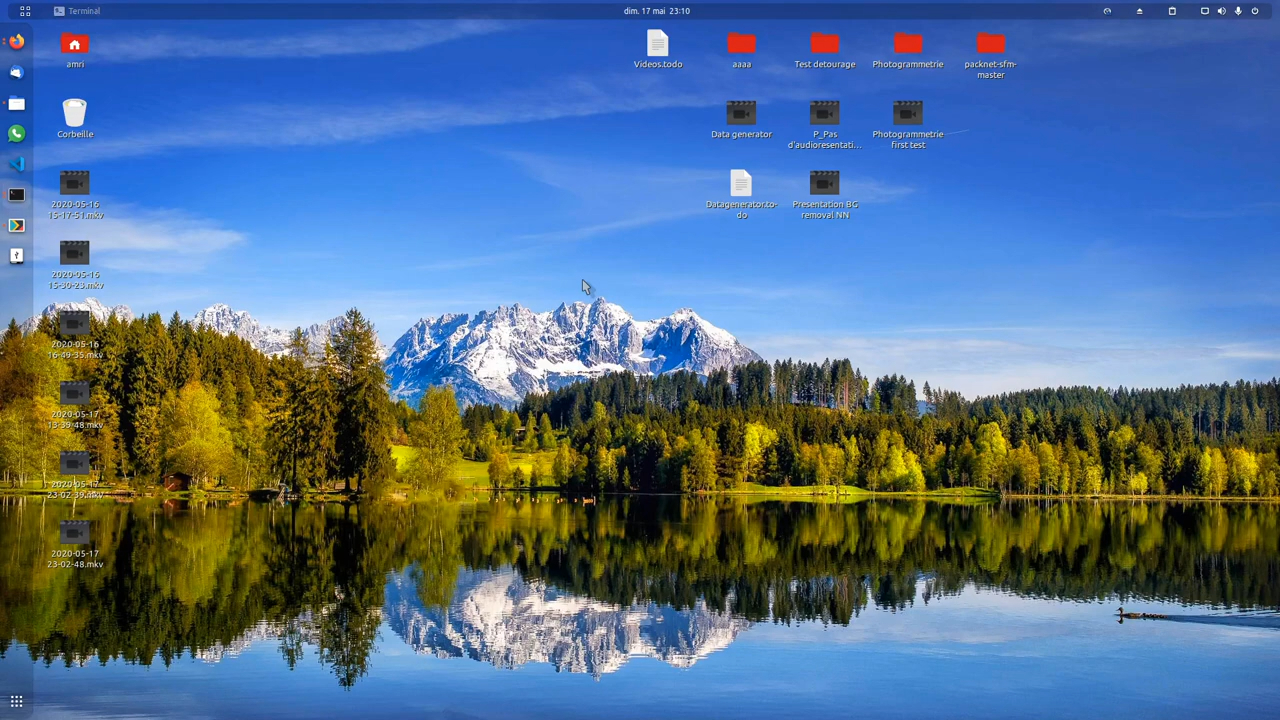 Terminal
dim. 17 mai 23:10
amri
Videos.todo
aaaa
Test detourage
Photogrammetrie
packnet-sfm-
master
Corbeille
Data generator
P_Pas
d'audioresentati...
Photogrammetrie
first test
2020-05-16
15-17-51.mkv
Datagenerator.to-
do
Presentation BG
removal NN
2020-05-16
15-30-23.mkv
2020-05-16
16-49-35.mkv
2020-05-17
13-39-48.mkv
2020-05-17
23-02-39.mkv
2020-05-17
23-02-48.mkv